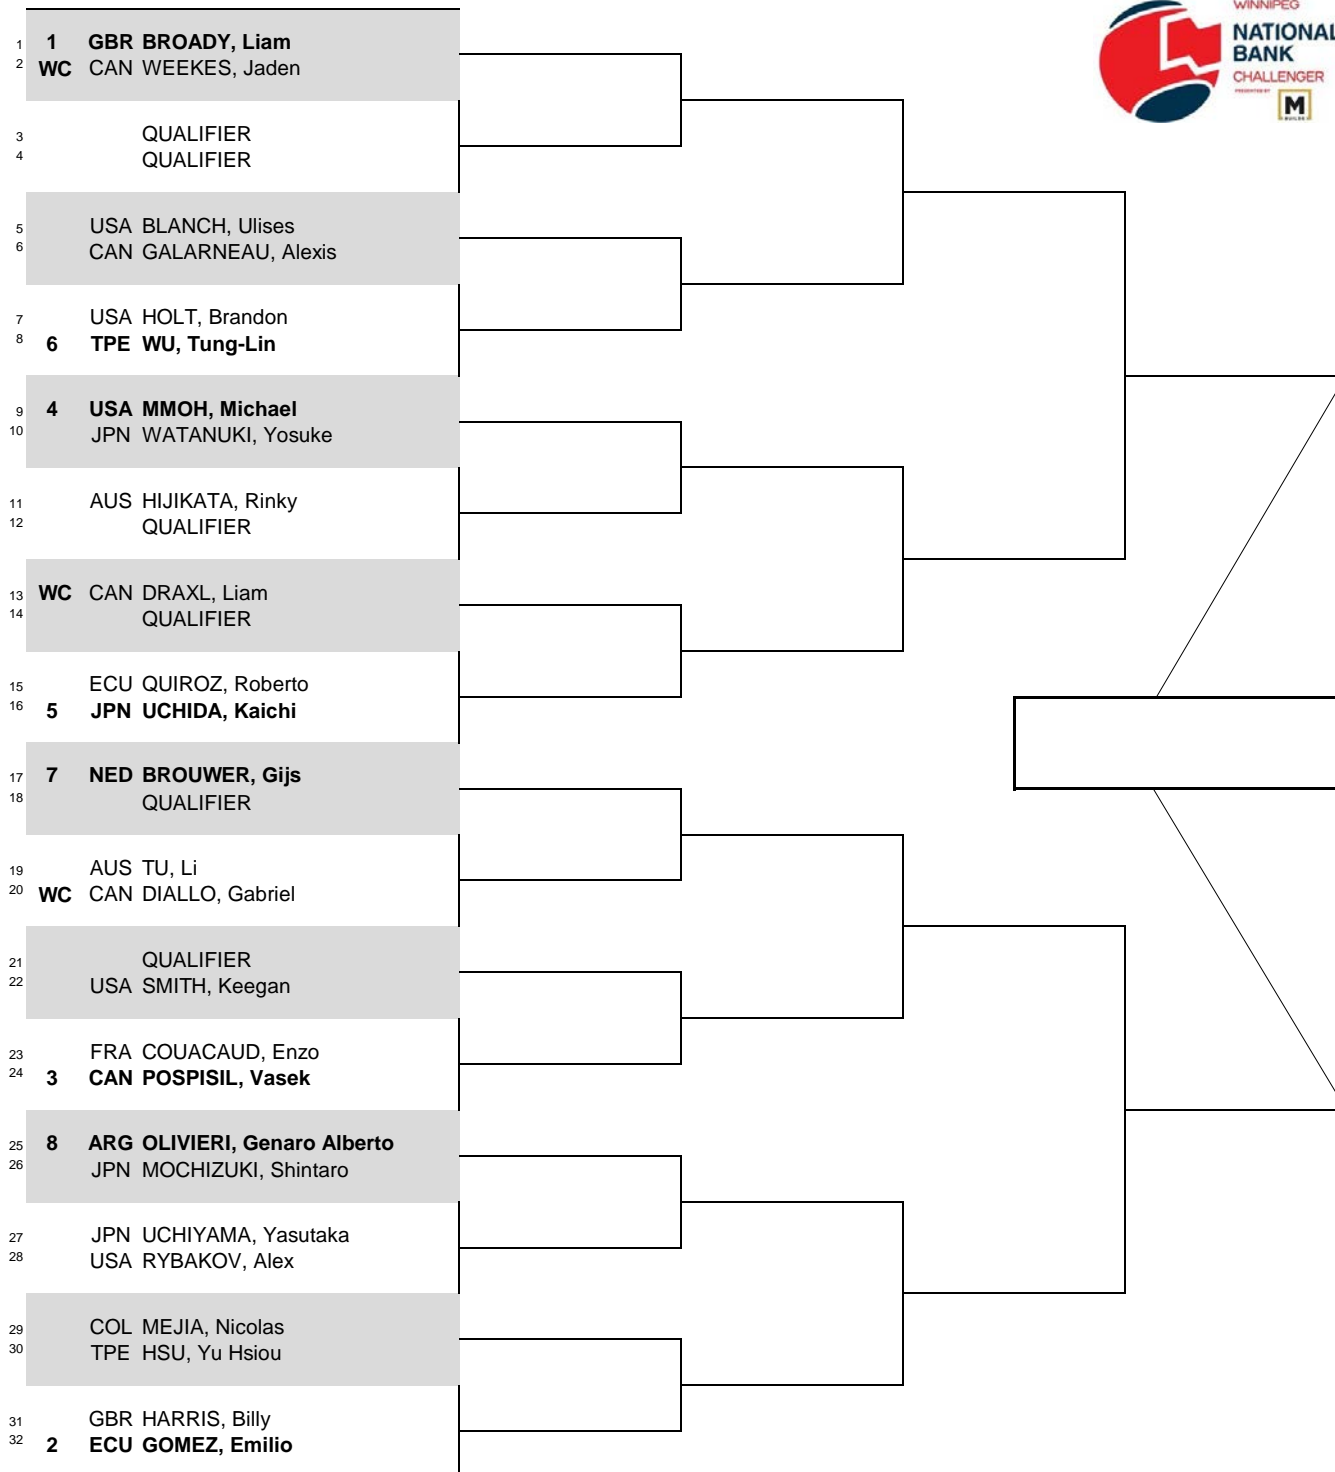 WINNIPEG
NATIONAL
BANK
CHALLENGER
PRESENTED BY
M
BUILDS
1 1 GBR BROADY, Liam
2 WC CAN WEEKES, Jaden
3 QUALIFIER
4 QUALIFIER
5 USA BLANCH, Ulises
6 CAN GALARNEAU, Alexis
7 USA HOLT, Brandon
8 6 TPE WU, Tung-Lin
9 4 USA MMOH, Michael
10 JPN WATANUKI, Yosuke
11 AUS HIJIKATA, Rinky
12 QUALIFIER
13 WC CAN DRAXL, Liam
14 QUALIFIER
15 ECU QUIROZ, Roberto
16 5 JPN UCHIDA, Kaichi
17 7 NED BROUWER, Gijs
18 QUALIFIER
19 AUS TU, Li
20 WC CAN DIALLO, Gabriel
21 QUALIFIER
22 USA SMITH, Keegan
23 FRA COUACAUD, Enzo
24 3 CAN POSPISIL, Vasek
25 8 ARG OLIVIERI, Genaro Alberto
26 JPN MOCHIZUKI, Shintaro
27 JPN UCHIYAMA, Yasutaka
28 USA RYBAKOV, Alex
29 COL MEJIA, Nicolas
30 TPE HSU, Yu Hsiou
31 GBR HARRIS, Billy
32 2 ECU GOMEZ, Emilio